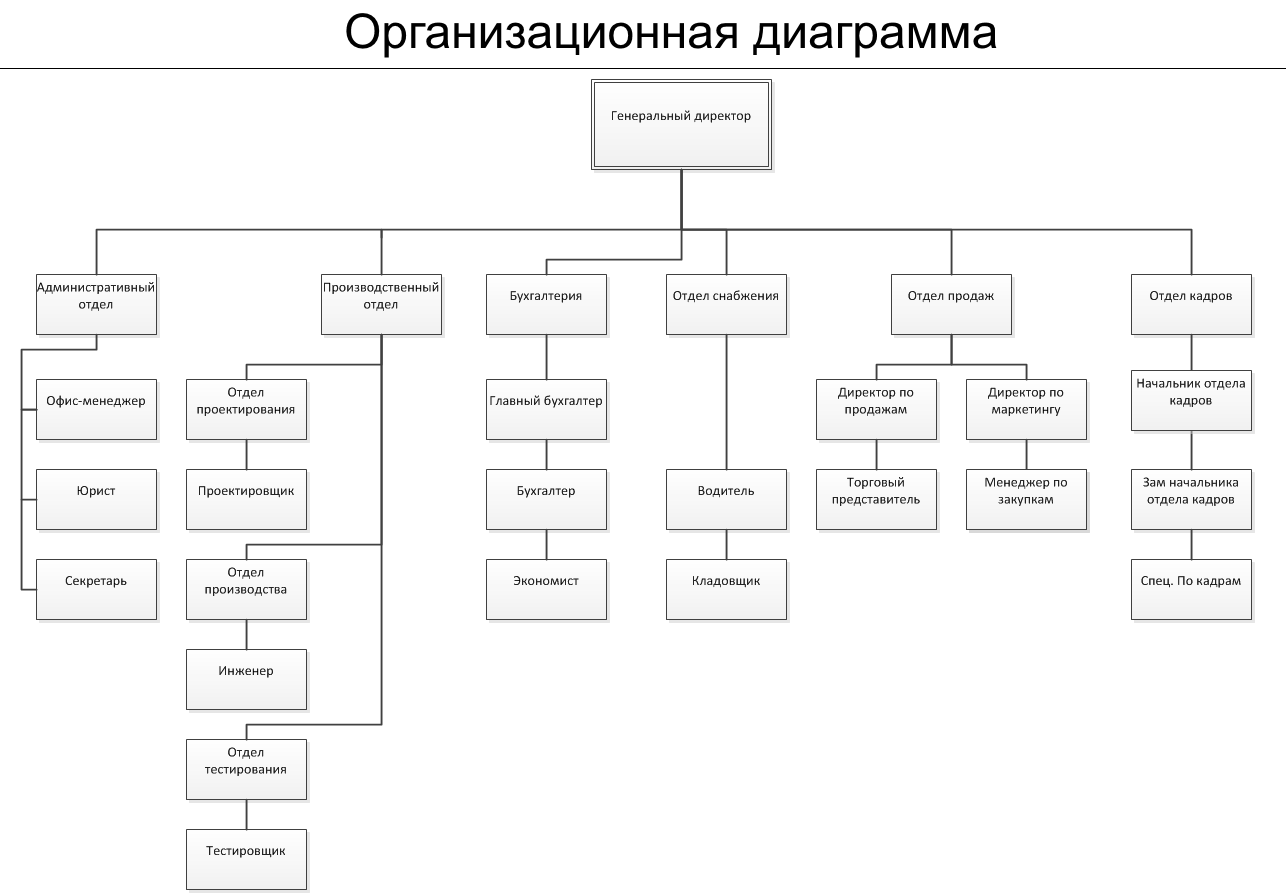 Организационная диаграмма
Генеральный директор
Административный
отдел
Производственный
отдел
Бухгалтерия
Отдел снабжения
Отдел продаж
Отдел кадров
Офис-менеджер
Отдел
проектирования
Главный бухгалтер
Директор по
продажам
Директор по
маркетингу
Начальник отдела
кадров
Юрист
Проектировщик
Бухгалтер
Водитель
Торговый
представитель
Менеджер по
закупкам
Зам начальника
отдела кадров
Секретарь
Отдел
производства
Экономист
Кладовщик
Спец. По кадрам
Инженер
Отдел
тестирования
Тестировщик